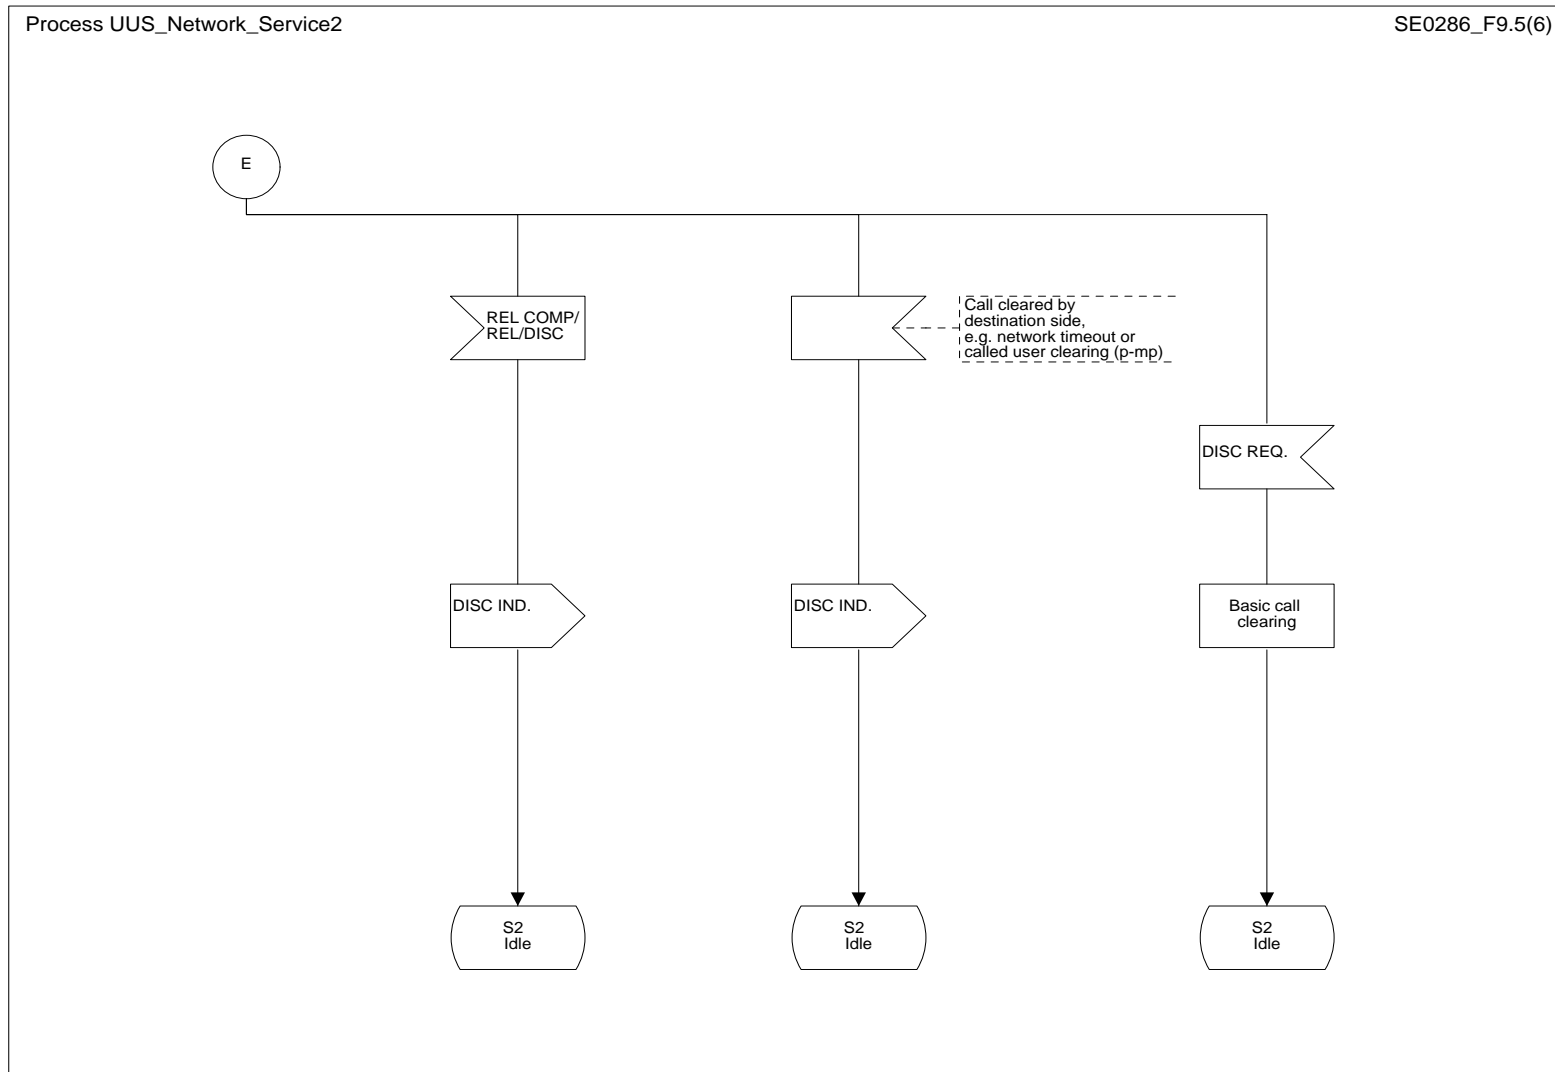 Process UUS_Network_Service2
SE0286_F9.5(6)
E
REL COMP/
REL/DISC
Call cleared by
destination side,
e.g. network timeout or
called user clearing (p-mp)
DISC REQ.
DISC IND.
DISC IND.
Basic call
clearing
S2
Idle
S2
Idle
S2
Idle